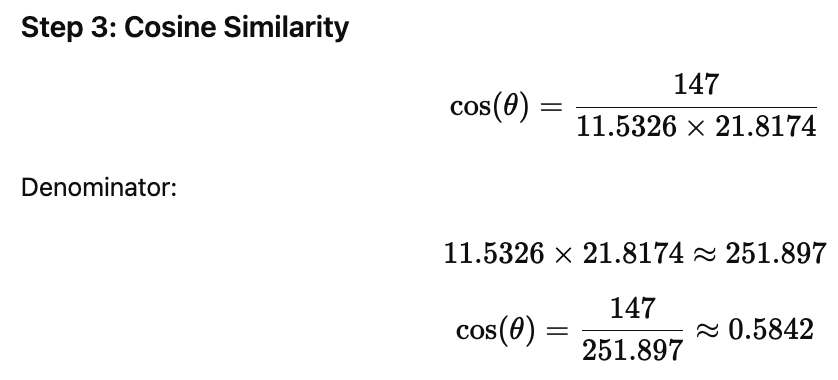 Step 3: Cosine Similarity
cos(θ) = 147 / 11.5326 × 21.8174
Denominator:
11.5326 × 21.8174 ≈ 251.897
cos(θ) = 147 / 251.897 ≈ 0.5842